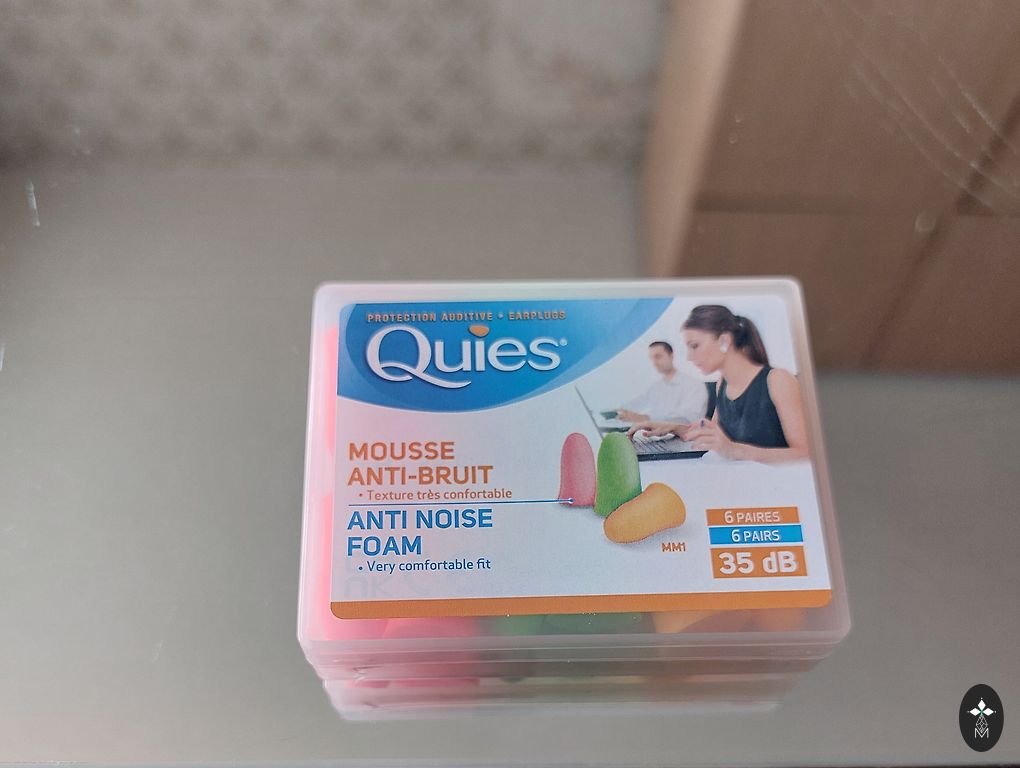 PROTECTION AUDITIVE • EARPLUGS
Quies®
MOUSSE
ANTI-BRUIT
• Texture très confortable
ANTI NOISE
FOAM
• Very comfortable fit
MM1
6 PAIRES
6 PAIRS
35 dB
M